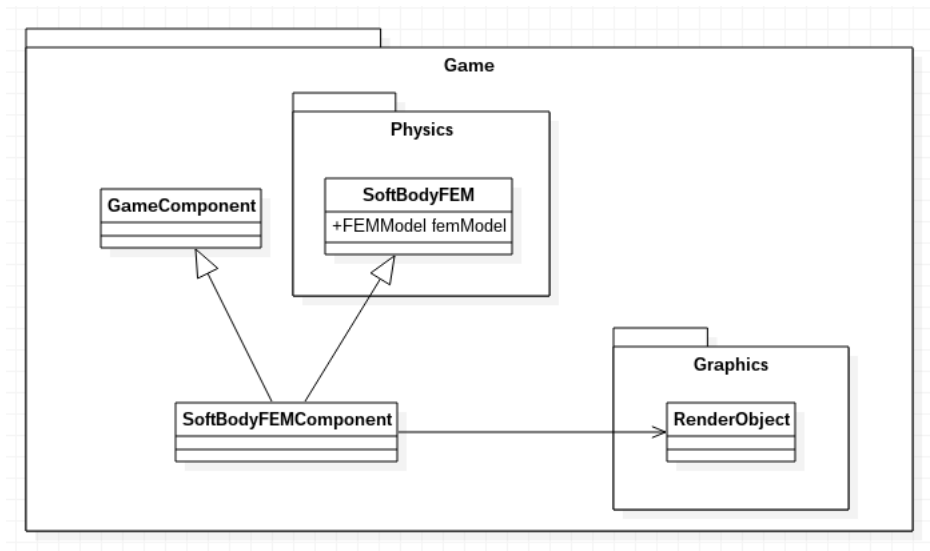 Game
Physics
SoftBodyFEM
+FEMModel femModel
GameComponent
SoftBodyFEMComponent
Graphics
RenderObject